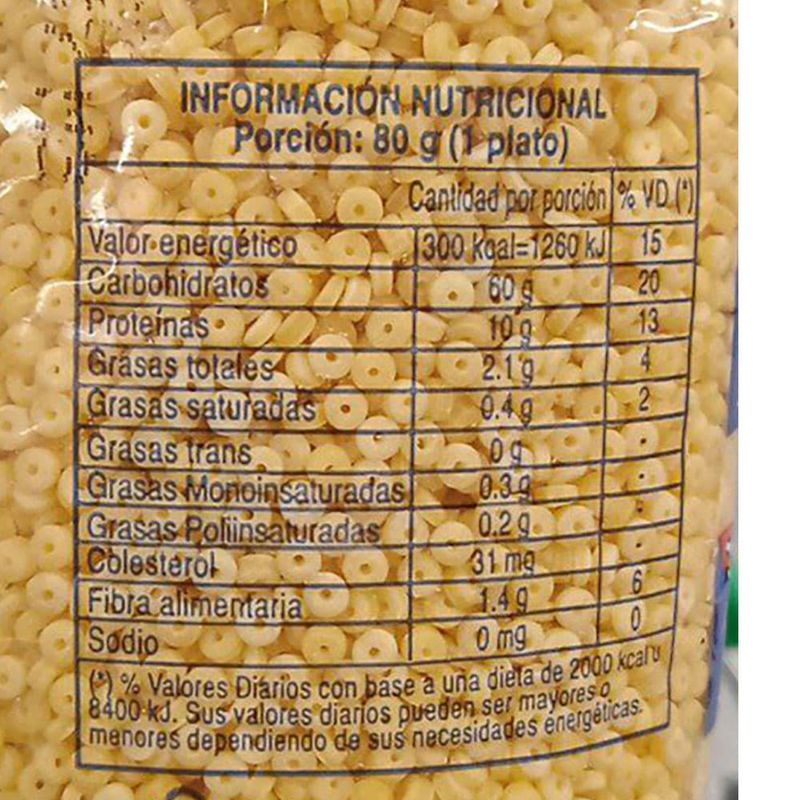 INFORMACIÓN NUTRICIONAL
Porción: 80 g (1 plato)
Cantidad por porción % VD (*)
Valor energético 300 kcal=1260 kJ 15
Carbohidratos 60 g 20
Proteínas 10 g 13
Grasas totales 2.1 g 4
Grasas saturadas 0.4 g 2
Grasas trans 0 g -
Grasas Monoinsaturadas 0.3 g -
Grasas Poliinsaturadas 0.2 g -
Colesterol 31 mg -
Fibra alimentaria 1.4 g 6
Sodio 0 mg 0
(*) % Valores Diarios con base a una dieta de 2000 kcal u
8400 kJ. Sus valores diarios pueden ser mayores o
menores dependiendo de sus necesidades energéticas.